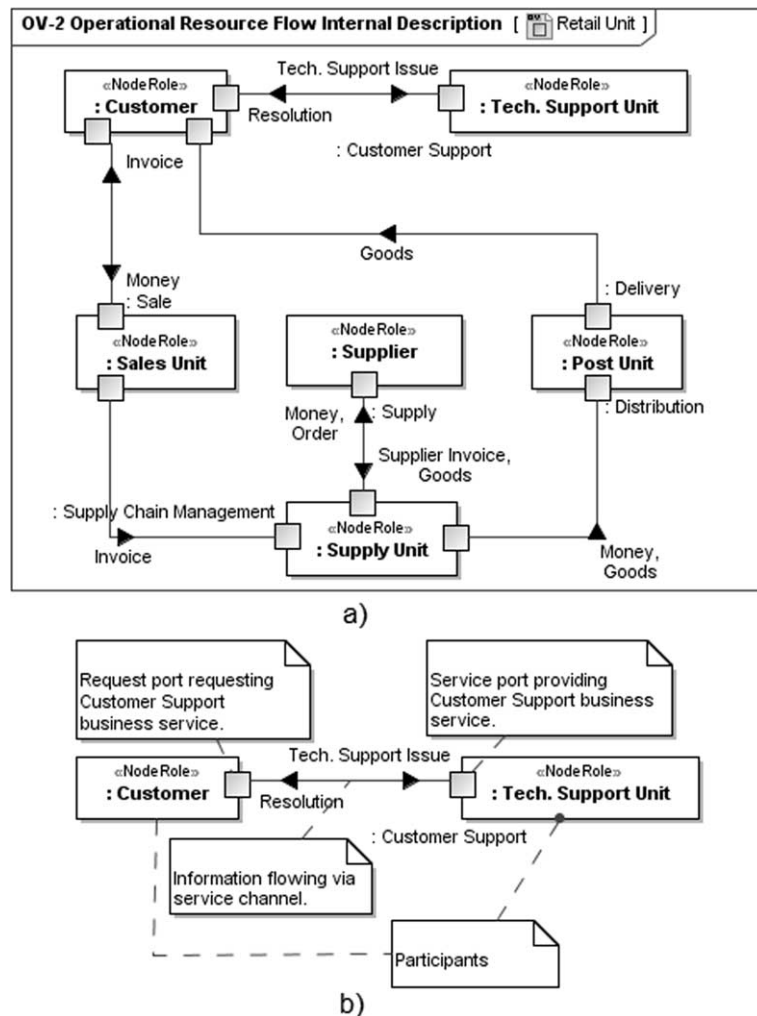 OV-2 Operational Resource Flow Internal Description [ Retail Unit ]
«NodeRole»
: Customer
Tech. Support Issue
Resolution
«NodeRole»
: Tech. Support Unit
: Customer Support
Invoice
Goods
Money
: Sale
: Delivery
«NodeRole»
: Sales Unit
«NodeRole»
: Supplier
«NodeRole»
: Post Unit
Money,
Order
: Supply
: Distribution
Supplier Invoice,
Goods
: Supply Chain Management
Invoice
«NodeRole»
: Supply Unit
Money,
Goods
a)
Request port requesting
Customer Support
business service.
Service port providing
Customer Support business
service.
«NodeRole»
: Customer
Tech. Support Issue
Resolution
«NodeRole»
: Tech. Support Unit
: Customer Support
Information flowing via
service channel.
Participants
b)